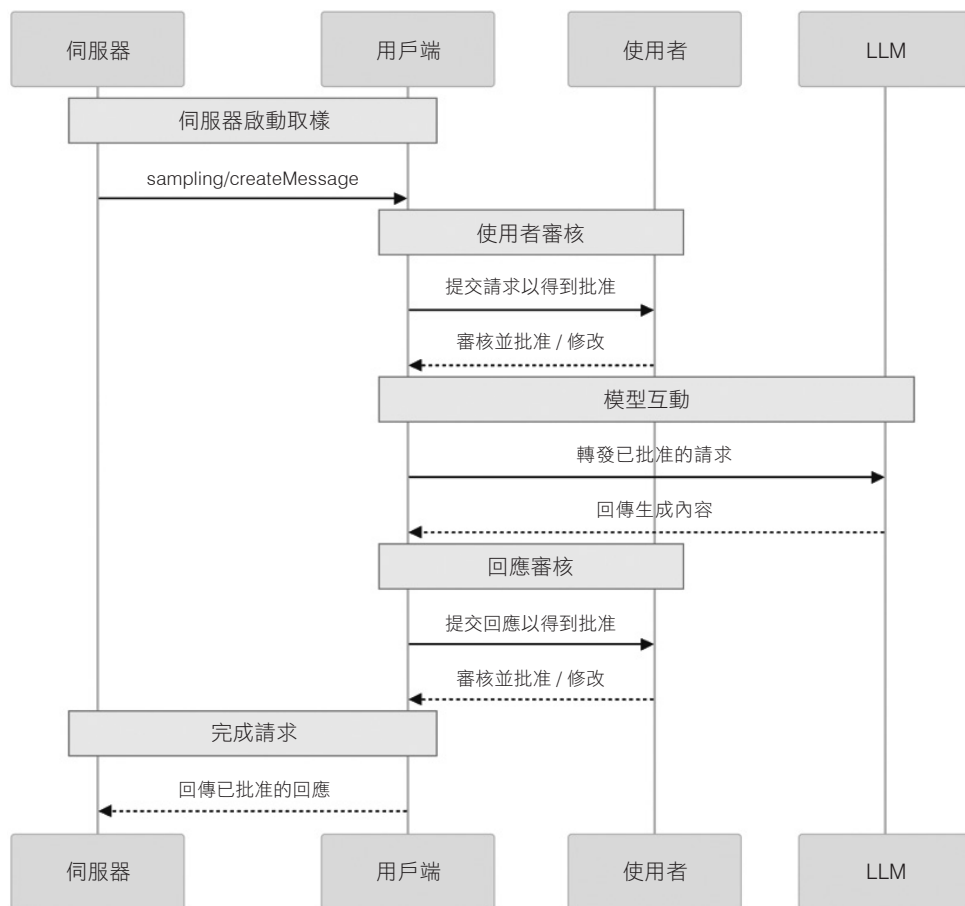 伺服器
用戶端
使用者
LLM
伺服器啟動取樣
sampling/createMessage
使用者審核
提交請求以得到批准
審核並批准 / 修改
模型互動
轉發已批准的請求
回傳生成內容
回應審核
提交回應以得到批准
審核並批准 / 修改
完成請求
回傳已批准的回應
伺服器
用戶端
使用者
LLM